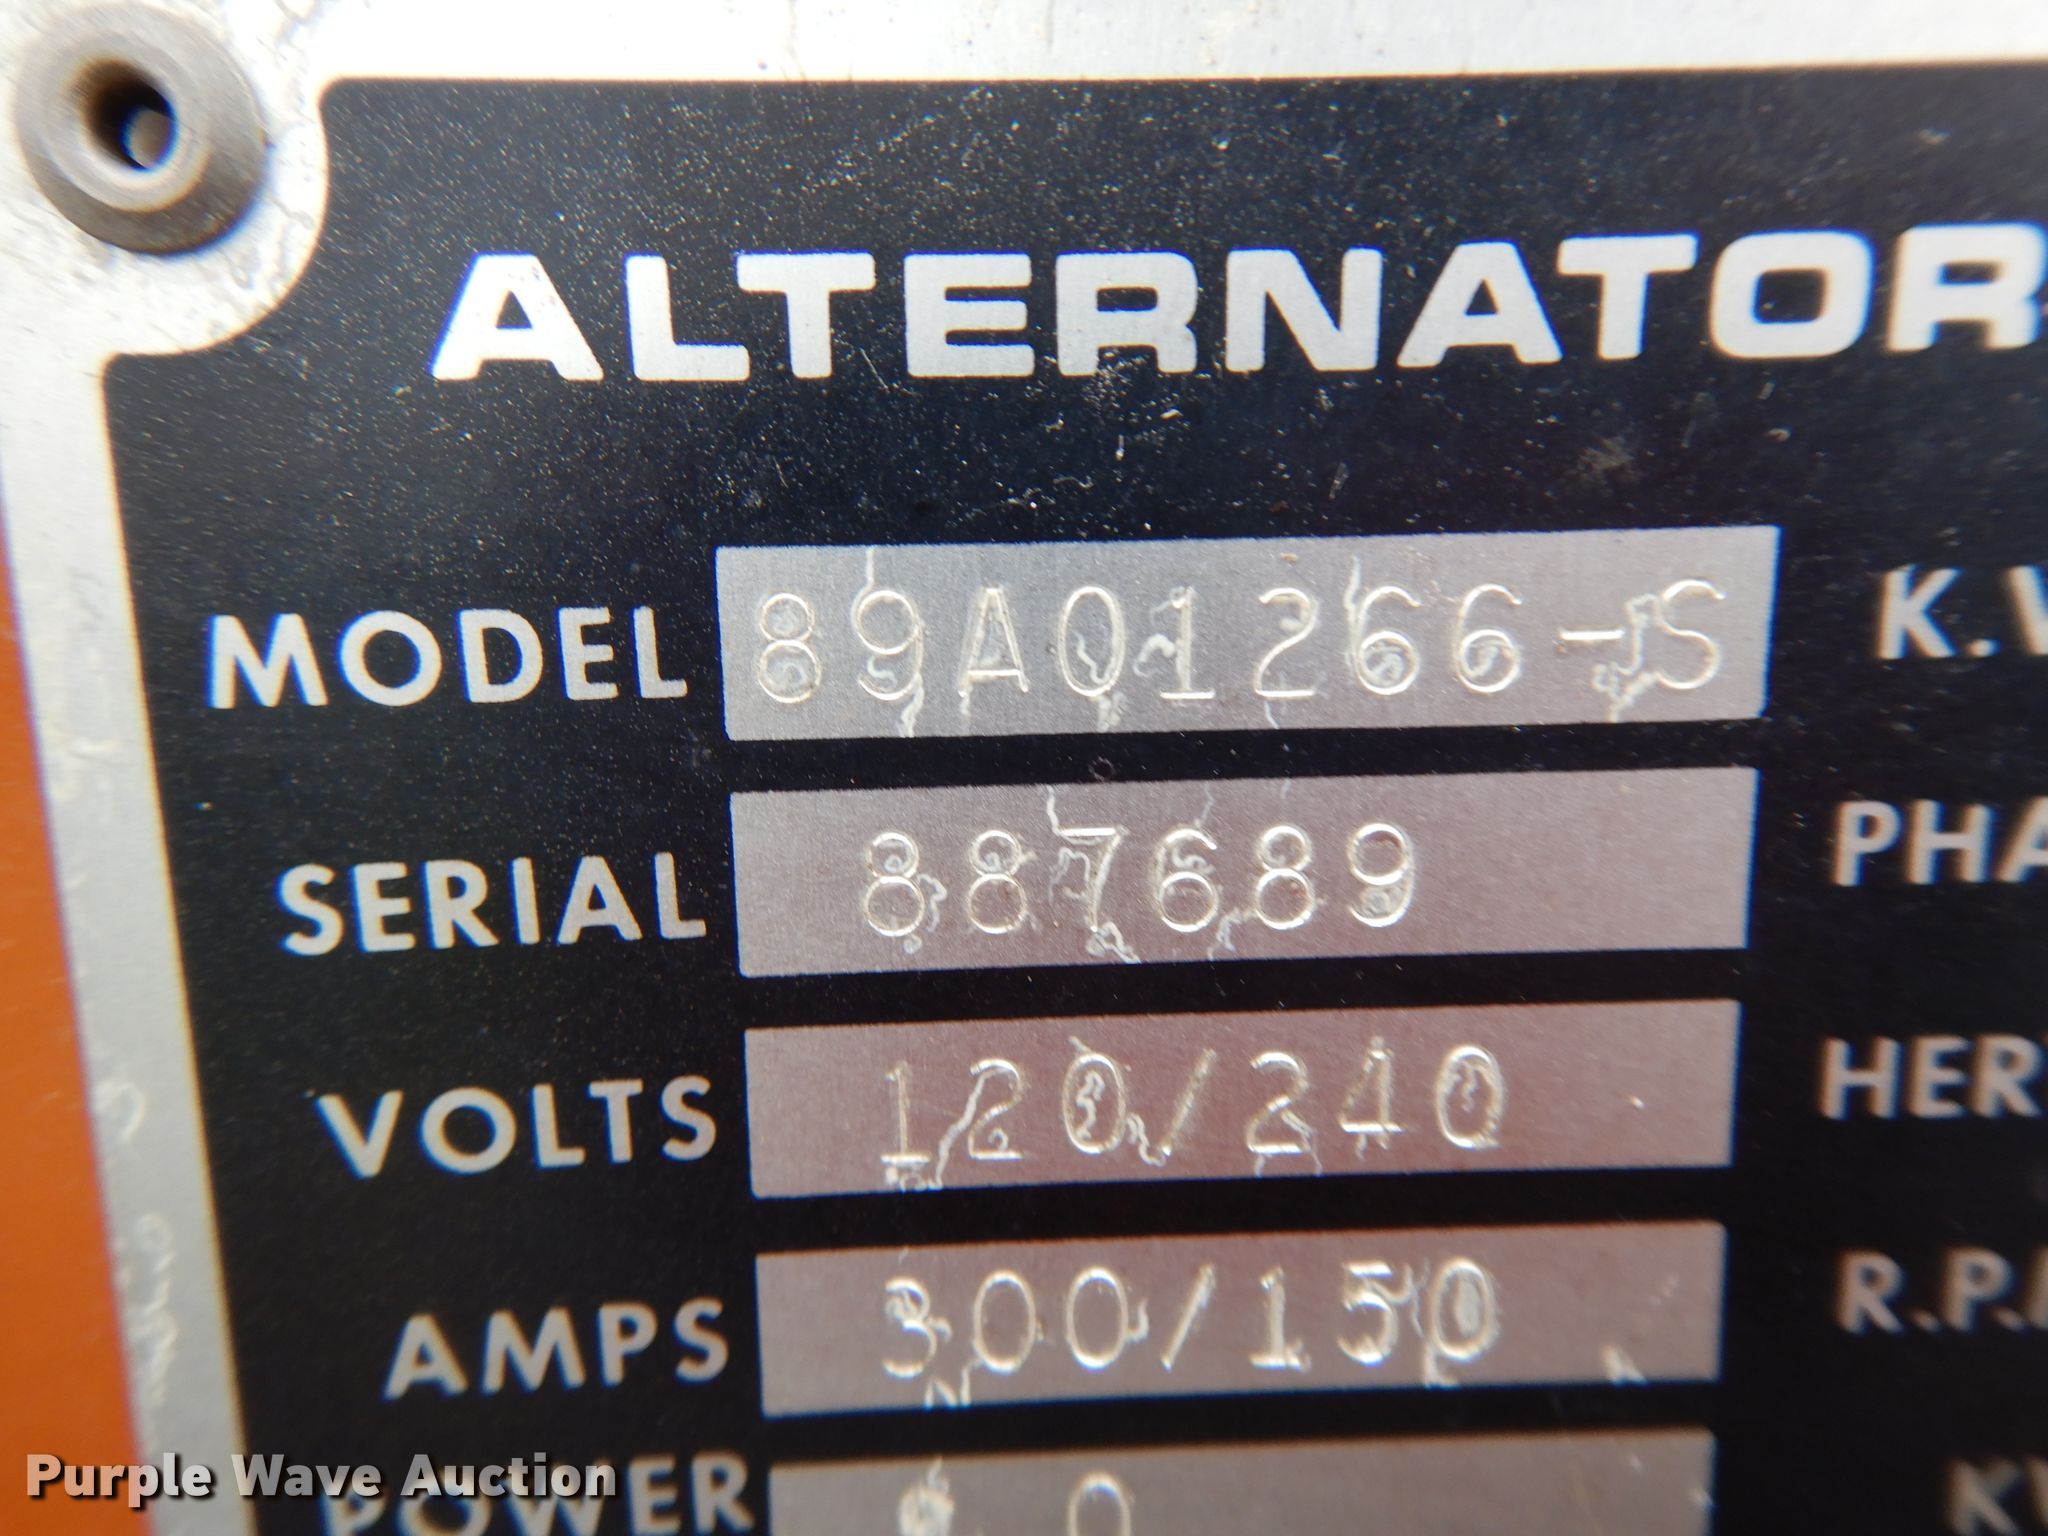 ALTERNATOR
MODEL 89A01266-S K.V
SERIAL 887689 PHA
VOLTS 120/240 HER
AMPS 300/150 R.P.
POWER
Purple Wave Auction